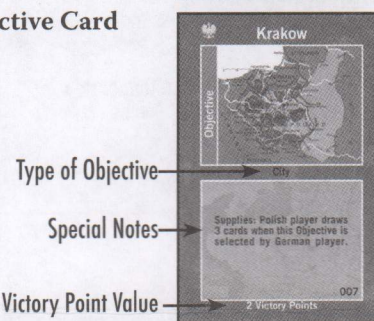 ctive Card
Krakow
Objective
Type of Objective
City
Special Notes
Supplies: Polish player draws
3 cards when this Objective is
selected by German player.
007
Victory Point Value
2 Victory Points